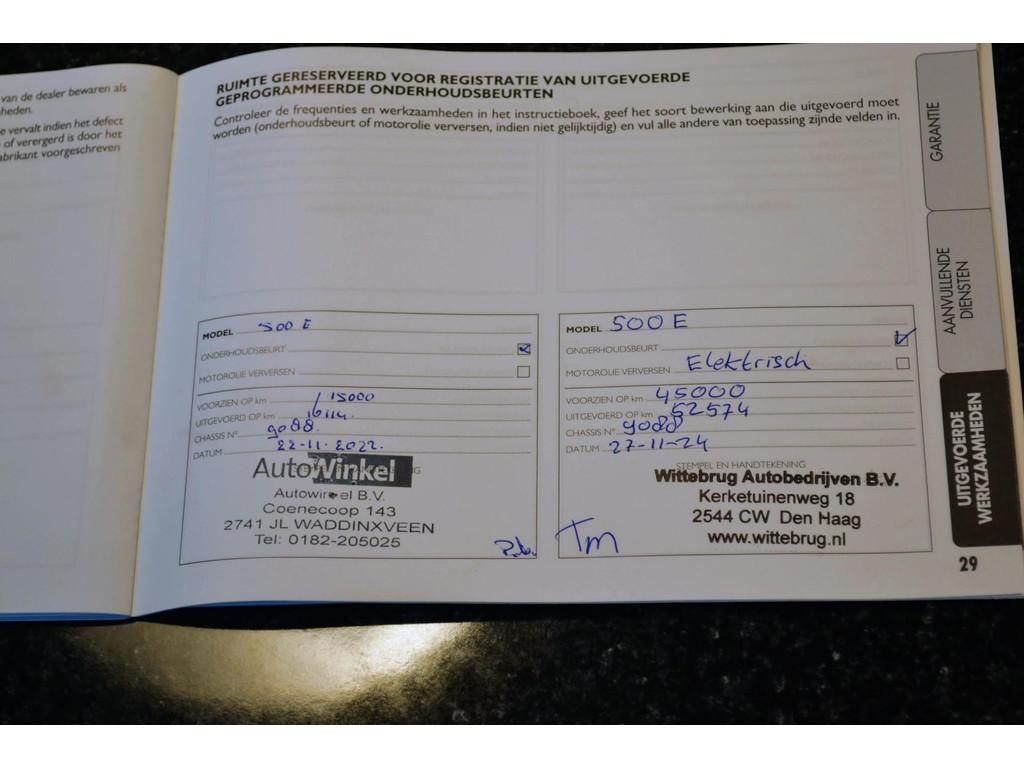 van de dealer bewaren als
heden.
e vervalt indien het defect
of verergerd is door het
abrikant voorgeschreven
RUIMTE GERESERVEERD VOOR REGISTRATIE VAN UITGEVOERDE
GEPROGRAMMEERDE ONDERHOUDSBEURTEN
Controleer de frequenties en werkzaamheden in het instructieboek, geef het soort bewerking aan die uitgevoerd moet
worden (onderhoudsbeurt of motorolie verversen, indien niet gelijktijdig) en vul alle andere van toepassing zijnde velden in.
MODEL 500 E
ONDERHOUDSBEURT
MOTOROLIE VERVERSEN
VOORZIEN OP km 15000
UITGEVOERD OP km 16114.
CHASSIS N° 9088.
DATUM 22-11-2022.
AutoWinkel
Autowinkel B.V.
Coenecoop 143
2741 JL WADDINXVEEN
Tel: 0182-205025
MODEL 500 E
ONDERHOUDSBEURT
MOTOROLIE VERVERSEN Elektrisch
VOORZIEN OP km 45000
UITGEVOERD OP km 52574
CHASSIS N° 9088
DATUM 27-11-24
STEMPEL EN HANDTEKENING
Wittebrug Autobedrijven B.V.
Kerketuinenweg 18
2544 CW Den Haag
www.wittebrug.nl
Tm
GARANTIE
AANVULLENDE
DIENSTEN
UITGEVOERDE
WERKZAAMHEDEN
29